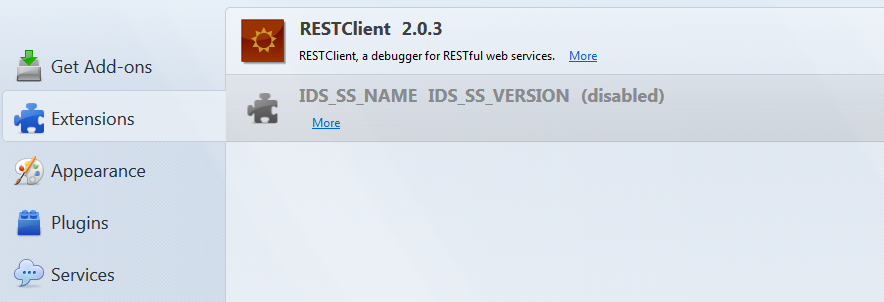 Get Add-ons
Extensions
Appearance
Plugins
Services
RESTClient 2.0.3
RESTClient, a debugger for RESTful web services. More
IDS_SS_NAME IDS_SS_VERSION (disabled)
More